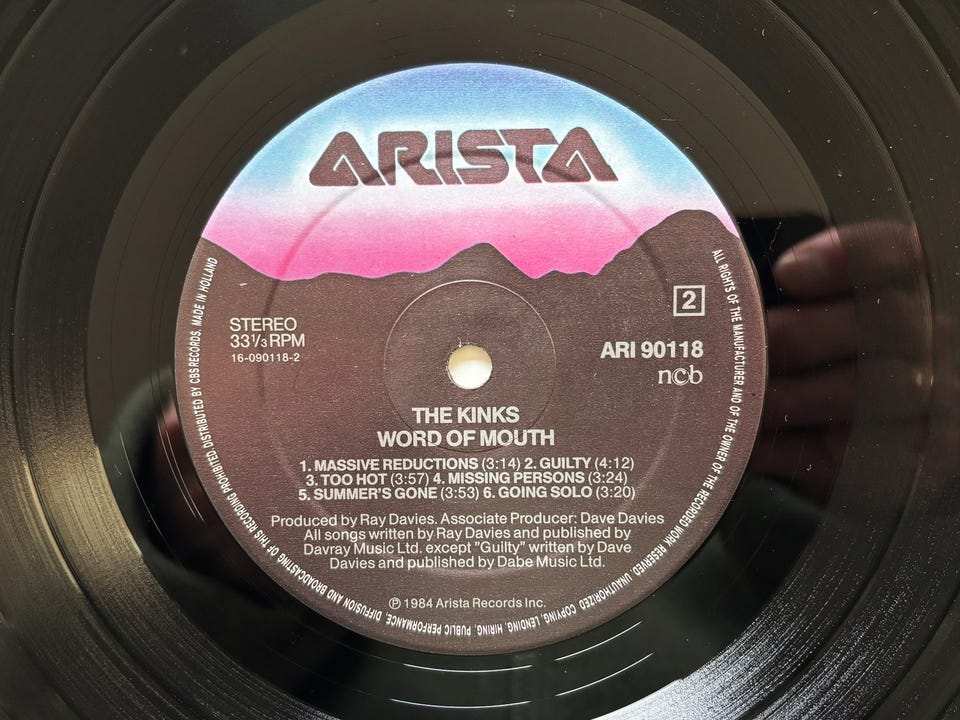 ARISTA
STEREO
33⅓ RPM
16-090118-2
2
ARI 90118
ncb
THE KINKS
WORD OF MOUTH
1. MASSIVE REDUCTIONS (3:14) 2. GUILTY (4:12)
3. TOO HOT (3:57) 4. MISSING PERSONS (3:24)
5. SUMMER'S GONE (3:53) 6. GOING SOLO (3:20)
Produced by Ray Davies. Associate Producer: Dave Davies
All songs written by Ray Davies and published by
Davray Music Ltd. except "Guilty" written by Dave
Davies and published by Dabe Music Ltd.
℗ 1984 Arista Records Inc.
ALL RIGHTS OF THE MANUFACTURER AND OF THE OWNER OF THE RECORDED WORK RESERVED. UNAUTHORIZED COPYING, LENDING, HIRING, PUBLIC PERFORMANCE, DIFFUSION AND BROADCASTING OF THIS RECORDING PROHIBITED. DISTRIBUTED BY CBS RECORDS. MADE IN HOLLAND